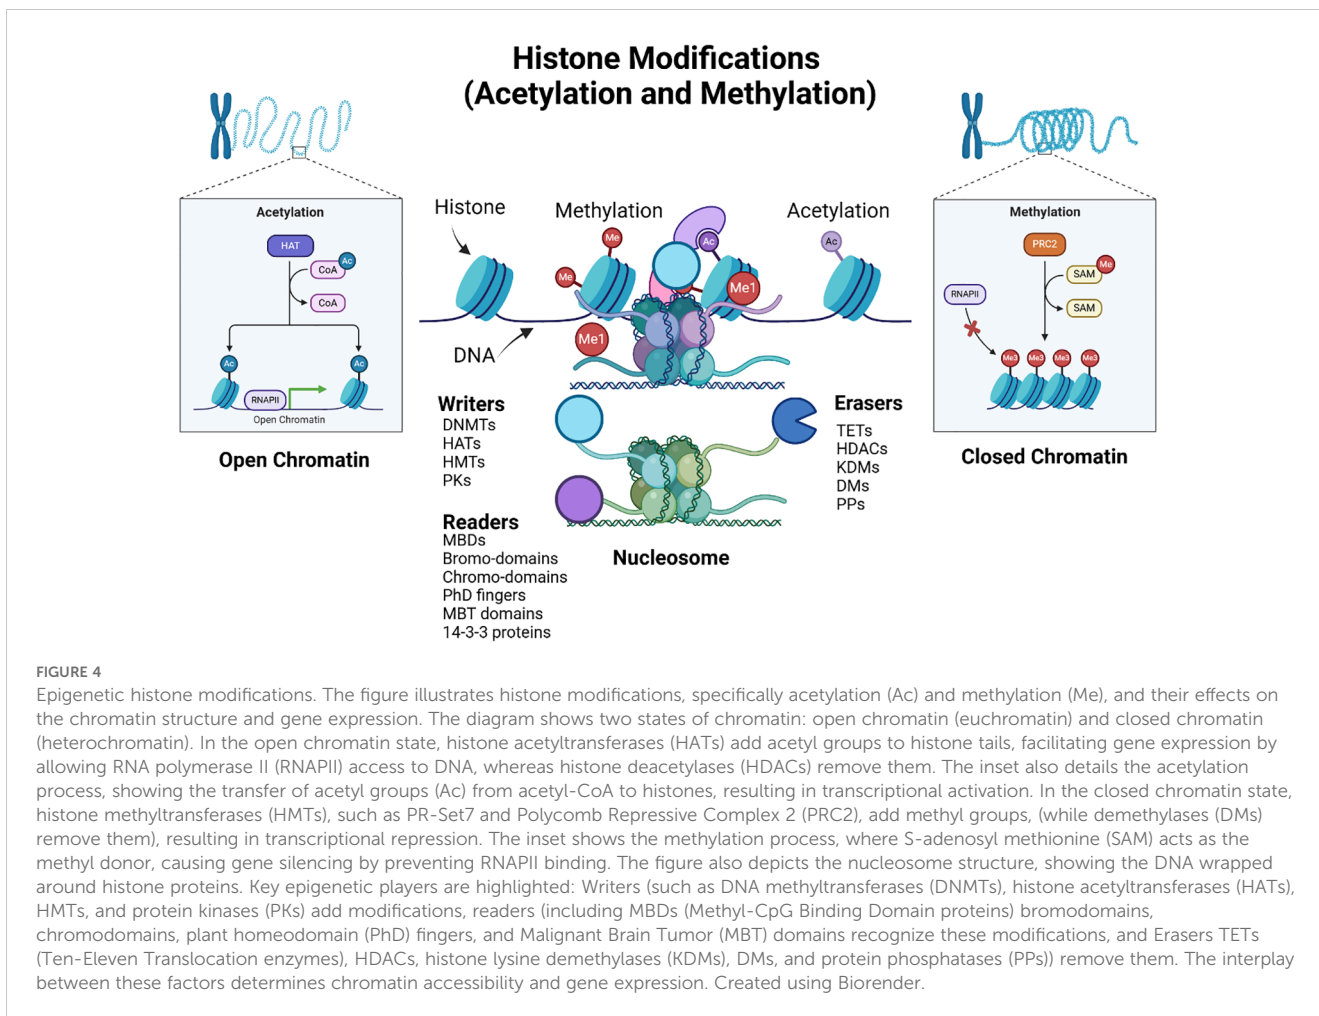 Histone Modifications
(Acetylation and Methylation)
Acetylation
HAT
CoA
Ac
CoA
Ac
Ac
RNAPII
Open Chromatin
Open Chromatin
Histone
Methylation
Acetylation
Me
Me
Ac
Me1
Ac
Me1
DNA
Writers
DNMTs
HATs
HMTs
PKs
Readers
MBDs
Bromo-domains
Chromo-domains
PhD fingers
MBT domains
14-3-3 proteins
Nucleosome
Erasers
TETs
HDACs
KDMs
DMs
PPs
Methylation
PRC2
SAM
Me
SAM
RNAPII
Me3
Me3
Me3
Me3
Closed Chromatin
FIGURE 4
Epigenetic histone modifications. The figure illustrates histone modifications, specifically acetylation (Ac) and methylation (Me), and their effects on
the chromatin structure and gene expression. The diagram shows two states of chromatin: open chromatin (euchromatin) and closed chromatin
(heterochromatin). In the open chromatin state, histone acetyltransferases (HATs) add acetyl groups to histone tails, facilitating gene expression by
allowing RNA polymerase II (RNAPII) access to DNA, whereas histone deacetylases (HDACs) remove them. The inset also details the acetylation
process, showing the transfer of acetyl groups (Ac) from acetyl-CoA to histones, resulting in transcriptional activation. In the closed chromatin state,
histone methyltransferases (HMTs), such as PR-Set7 and Polycomb Repressive Complex 2 (PRC2), add methyl groups, (while demethylases (DMs)
remove them), resulting in transcriptional repression. The inset shows the methylation process, where S-adenosyl methionine (SAM) acts as the
methyl donor, causing gene silencing by preventing RNAPII binding. The figure also depicts the nucleosome structure, showing the DNA wrapped
around histone proteins. Key epigenetic players are highlighted: Writers (such as DNA methyltransferases (DNMTs), histone acetyltransferases (HATs),
HMTs, and protein kinases (PKs) add modifications, readers (including MBDs (Methyl-CpG Binding Domain proteins) bromodomains,
chromodomains, plant homeodomain (PhD) fingers, and Malignant Brain Tumor (MBT) domains recognize these modifications, and Erasers TETs
(Ten-Eleven Translocation enzymes), HDACs, histone lysine demethylases (KDMs), DMs, and protein phosphatases (PPs)) remove them. The interplay
between these factors determines chromatin accessibility and gene expression. Created using Biorender.